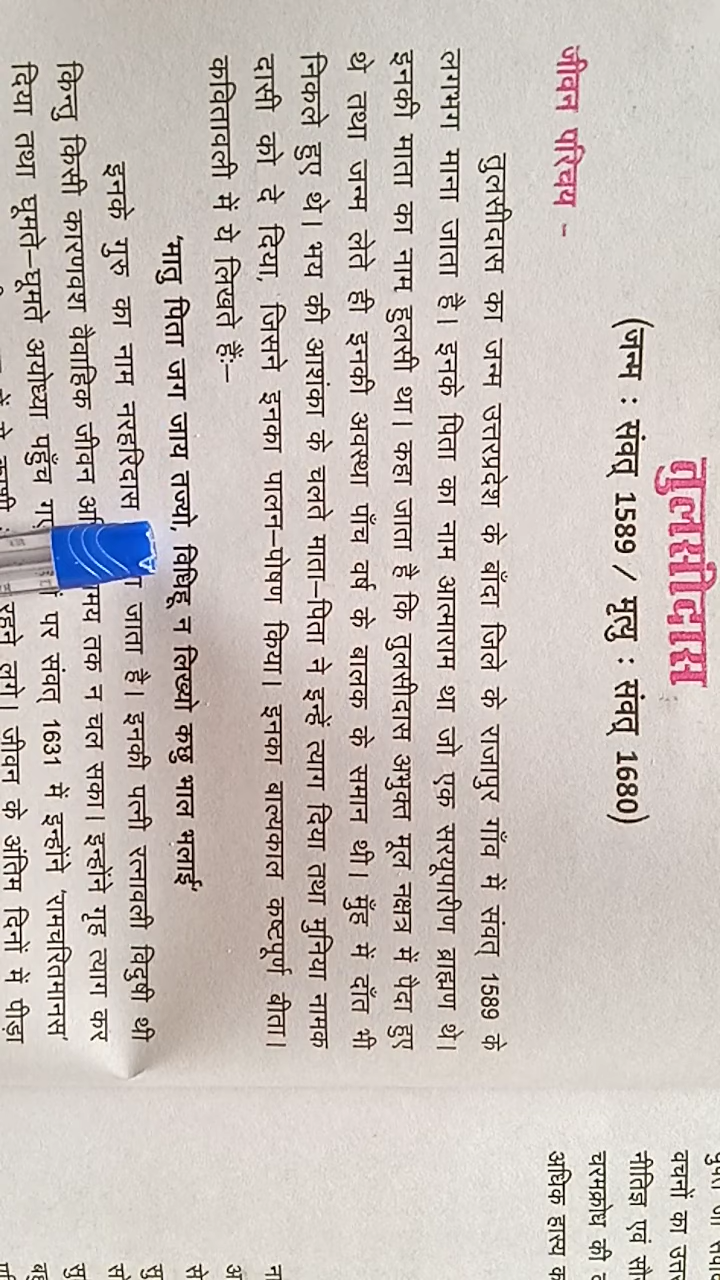 तुलसीदास
(जन्म : संवत् 1589 / मृत्यु : संवत् 1680)
जीवन परिचय –
तुलसीदास का जन्म उत्तरप्रदेश के बाँदा जिले के राजापुर गाँव में संवत् 1589 के
लगभग माना जाता है। इनके पिता का नाम आत्माराम था जो एक सरयूपारीण ब्राह्मण थे।
इनकी माता का नाम हुलसी था। कहा जाता है कि तुलसीदास अभुक्त मूल नक्षत्र में पैदा हुए
थे तथा जन्म लेते ही इनकी अवस्था पाँच वर्ष के बालक के समान थी। मुँह में दाँत भी
निकले हुए थे। भय की आशंका के चलते माता–पिता ने इन्हें त्याग दिया तथा मुनिया नामक
दासी को दे दिया, जिसने इनका पालन–पोषण किया। इनका बाल्यकाल कष्टपूर्ण बीता।
कवितावली में ये लिखते हैं:–
'मातु पिता जग जाय तज्यो, विधिहू न लिख्यो कछु भाल भलाई'
इनके गुरु का नाम नरहरिदास जाता है। इनकी पत्नी रत्नावली विदुषी थी
किन्तु किसी कारणवश वैवाहिक जीवन तक न चल सका। इन्होंने गृह त्याग कर
दिया तथा घूमते–घूमते अयोध्या पहुँच पर संवत् 1631 में इन्होंने 'रामचरितमानस'
रहने लगे। जीवन के अंतिम दिनों में पीड़ा
वचनों का
नीतिज्ञ एवं
चरमक्रोध की
अधिक हास्य